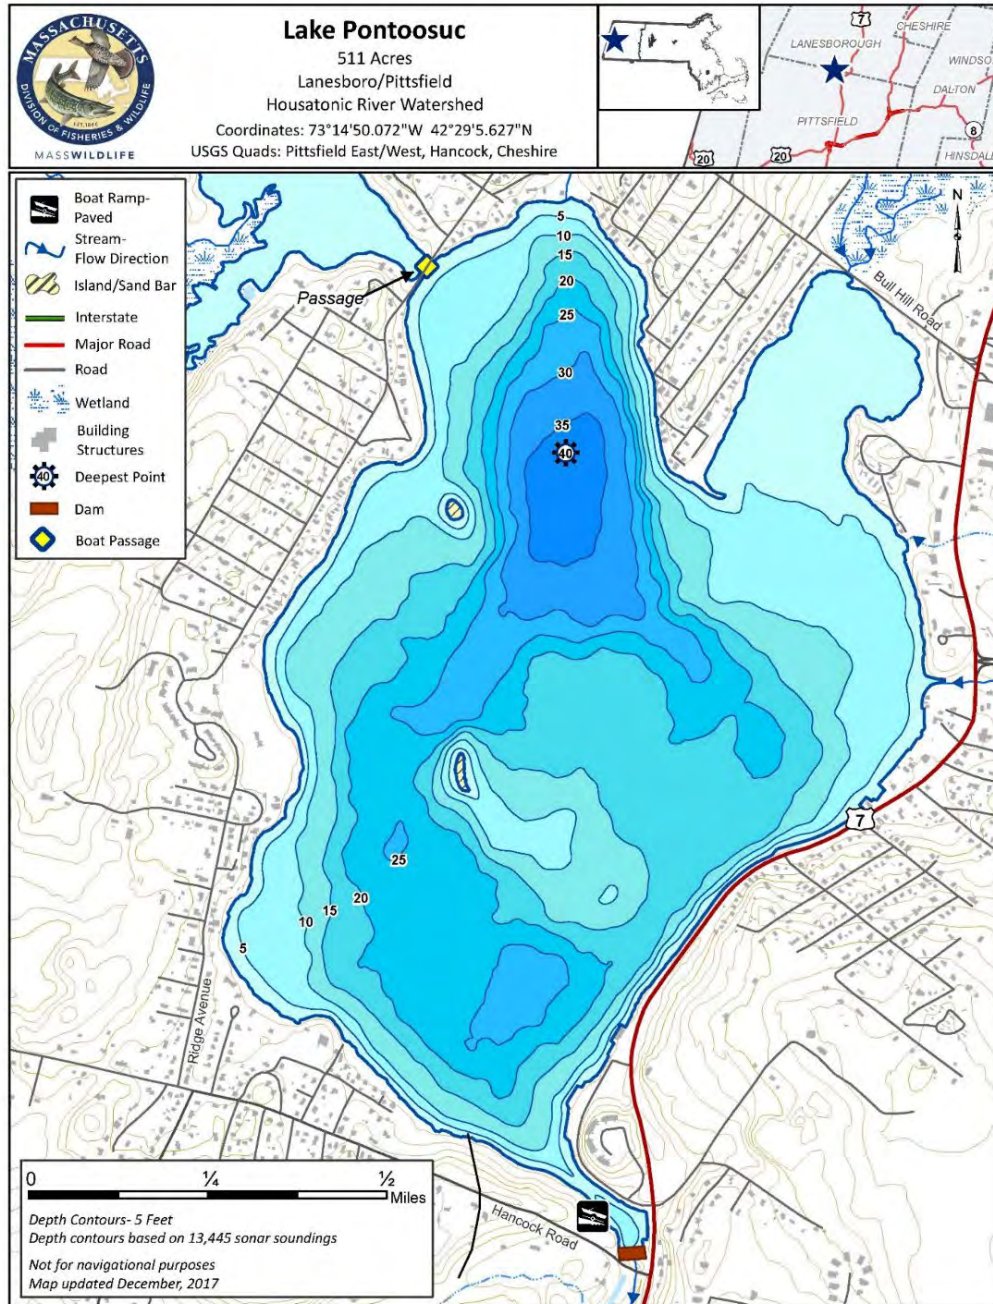 MASSACHUSETTS
DIVISION OF FISHERIES & WILDLIFE
EST. 1866
MASSWILDLIFE
Lake Pontoosuc
511 Acres
Lanesboro/Pittsfield
Housatonic River Watershed
Coordinates: 73°14'50.072"W 42°29'5.627"N
USGS Quads: Pittsfield East/West, Hancock, Cheshire
7
CHESHIRE
LANESBOROUGH
WINDSO
DALTON
PITTSFIELD
8
20
20
HINSDAL
Boat Ramp-
Paved
Stream-
Flow Direction
Island/Sand Bar
Interstate
Major Road
Road
Wetland
Building
Structures
40
Deepest Point
Dam
Boat Passage
Passage
N
Bull Hill Road
5
10
15
20
25
30
35
40
7
25
20
15
10
5
Ridge Avenue
Hancock Road
0 ¼ ½
Miles
Depth Contours- 5 Feet
Depth contours based on 13,445 sonar soundings
Not for navigational purposes
Map updated December, 2017